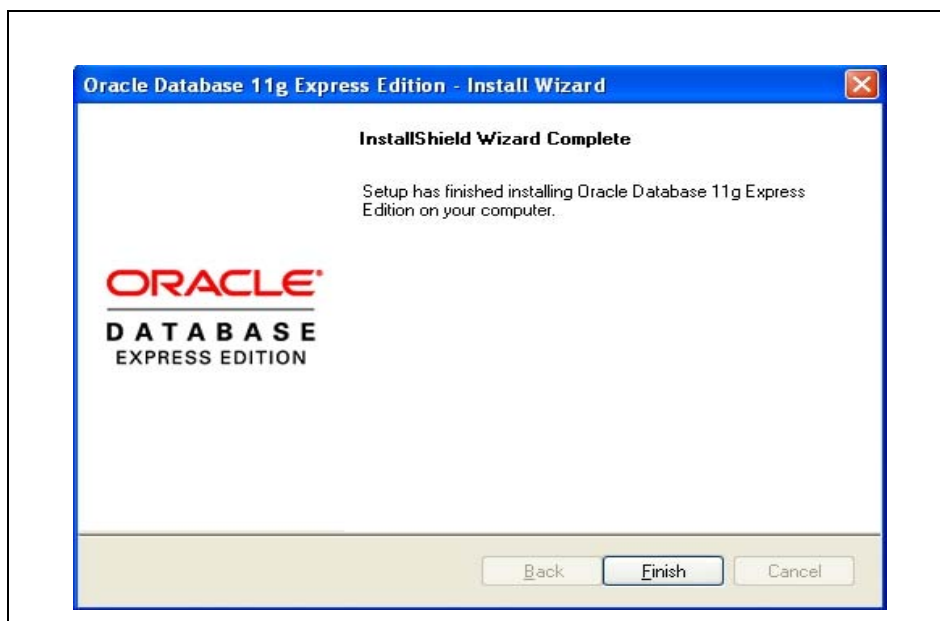 Oracle Database 11g Express Edition - Install Wizard
InstallShield Wizard Complete
Setup has finished installing Oracle Database 11g Express
Edition on your computer.
ORACLE®
DATABASE
EXPRESS EDITION
Back
Finish
Cancel